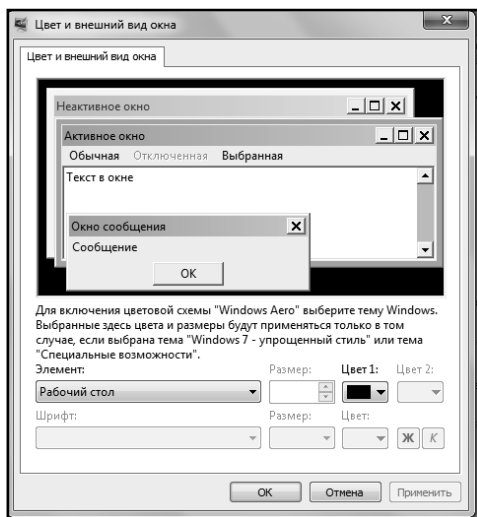 Цвет и внешний вид окна
Цвет и внешний вид окна
Неактивное окно
Активное окно
Обычная Отключенная Выбранная
Текст в окне
Окно сообщения
Сообщение
OK
Для включения цветовой схемы "Windows Aero" выберите тему Windows.
Выбранные здесь цвета и размеры будут применяться только в том
случае, если выбрана тема "Windows 7 - упрощенный стиль" или тема
"Специальные возможности".
Элемент: Размер: Цвет 1: Цвет 2:
Рабочий стол
Шрифт: Размер: Цвет:
Ж К
OK Отмена Применить